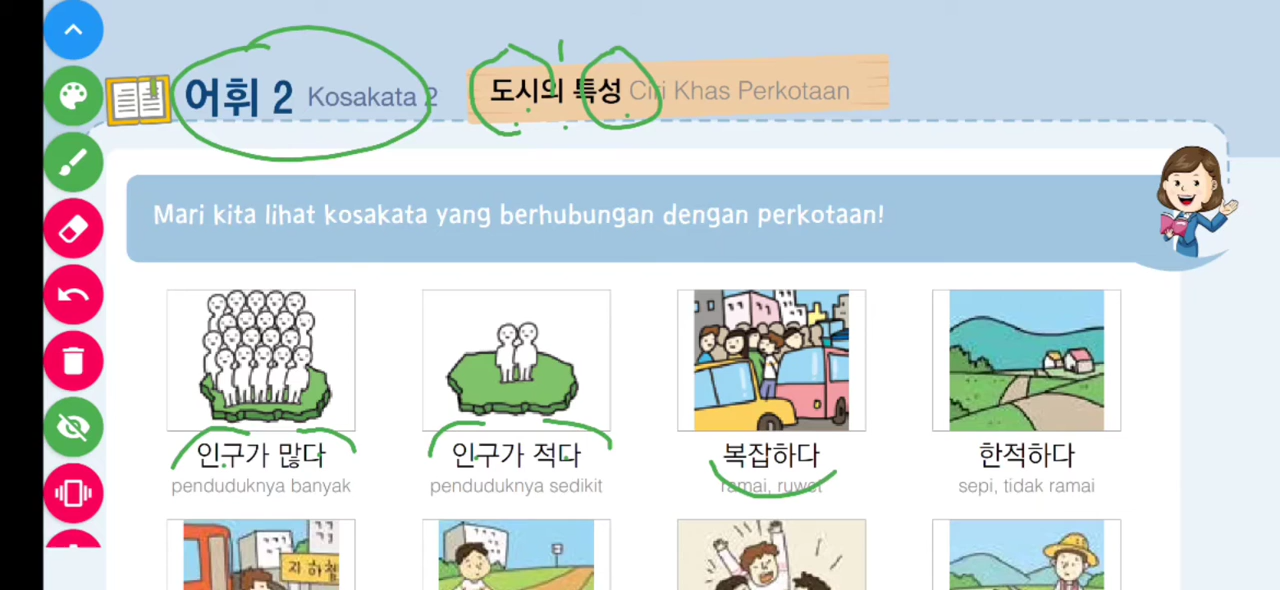 어휘 2 Kosakata 2
도시의 특성 Ciri Khas Perkotaan
Mari kita lihat kosakata yang berhubungan dengan perkotaan!
인구가 많다
penduduknya banyak
인구가 적다
penduduknya sedikit
복잡하다
ramai, ruwet
한적하다
sepi, tidak ramai
지하철